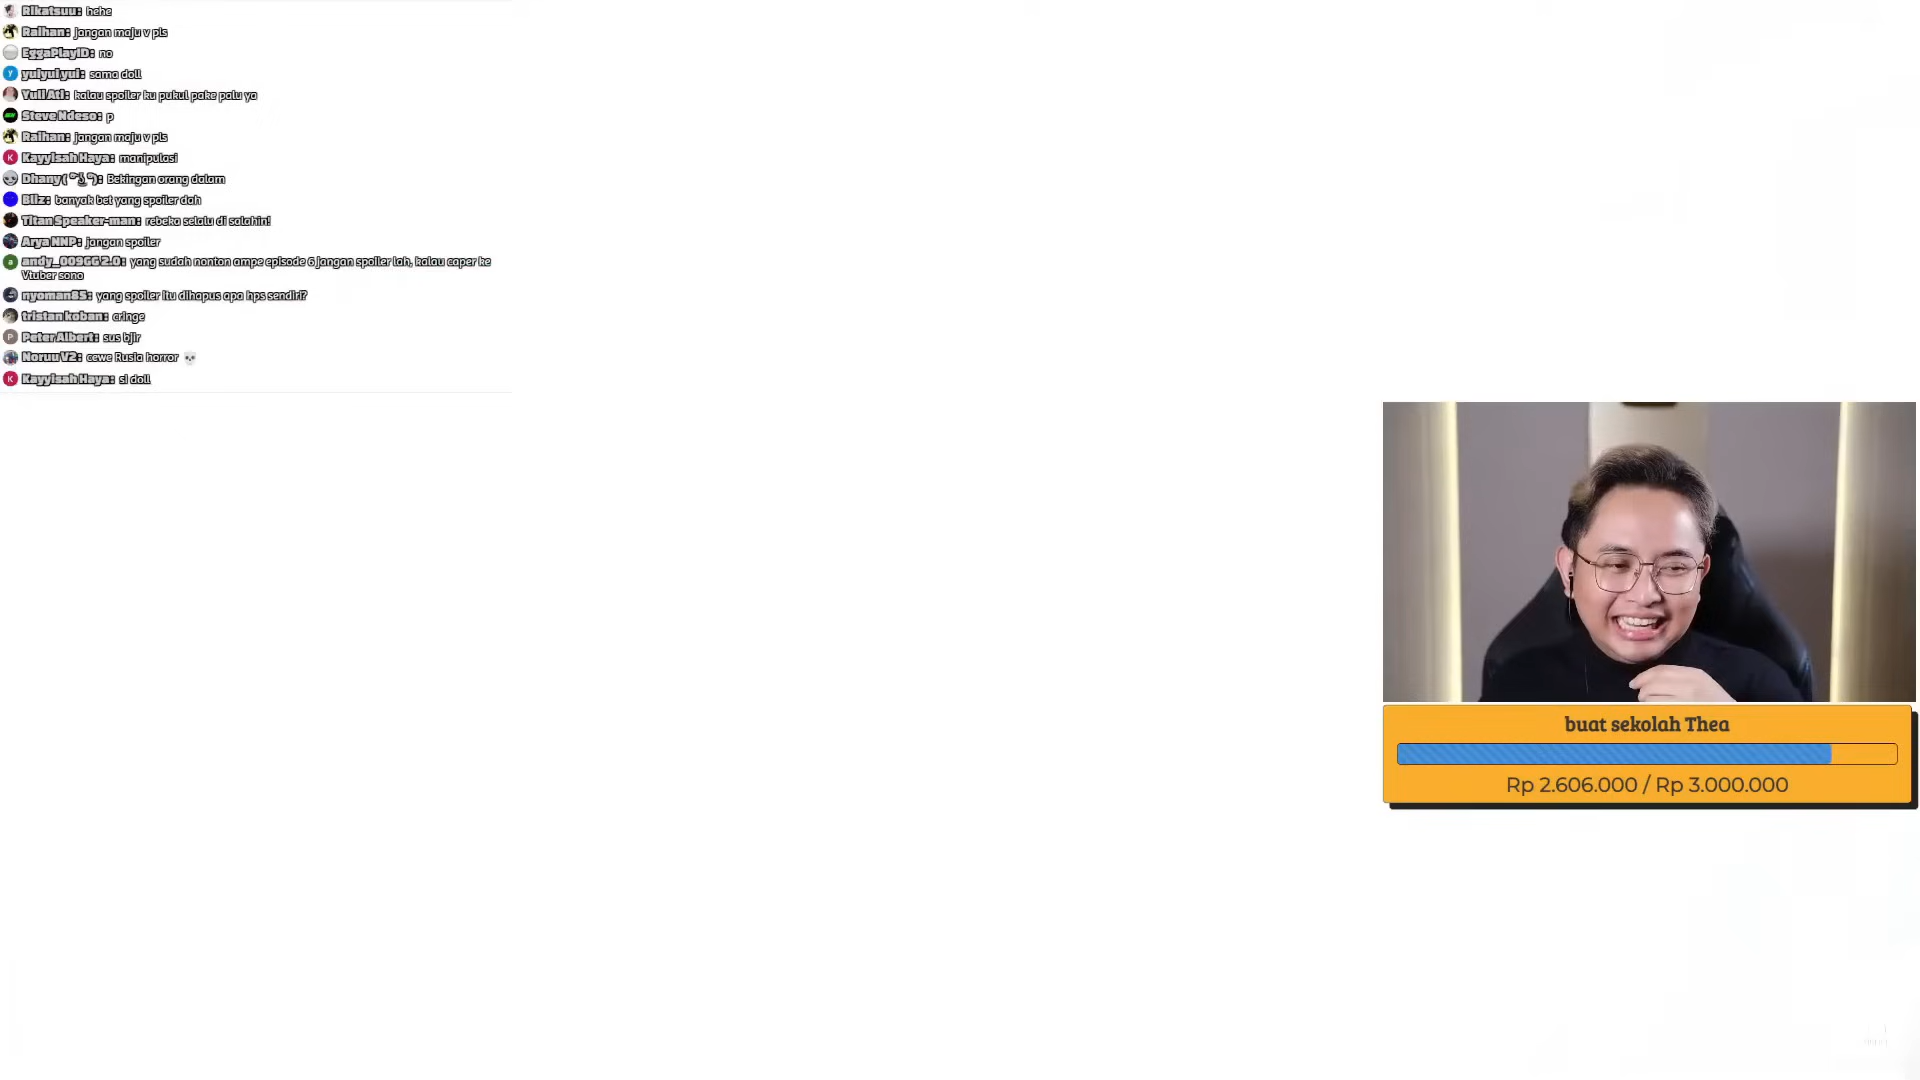 Rikatsuu: hehe
Raihan: jangan maju v pls
EggaPlayID: no
yulyul yul: sama doll
Yuli Ati: kalau spoiler ku pukul pake palu ya
Steve Ndeso: p
Raihan: jangan maju v pls
Kayyisah Haya: manipulasi
Dhany ( ͡° ͜ʖ ͡°): Bekingan orang dalam
Bliz: banyak bet yang spoiler dah
Titan Speaker-man: rebeka selalu di salahin!
Arya NNP: jangan spoiler
andy_009GG 2.0: yang sudah nonton ampe episode 6 jangan spoiler lah, kalau caper ke
Vtuber sono
nyoman85: yang spoiler itu dihapus apa hps sendiri?
tristan koban: cringe
Peter Albert: sus bjir
Noruu V2: cewe Rusia horror 💀
Kayyisah Haya: si doll
buat sekolah Thea
Rp 2.606.000 / Rp 3.000.000